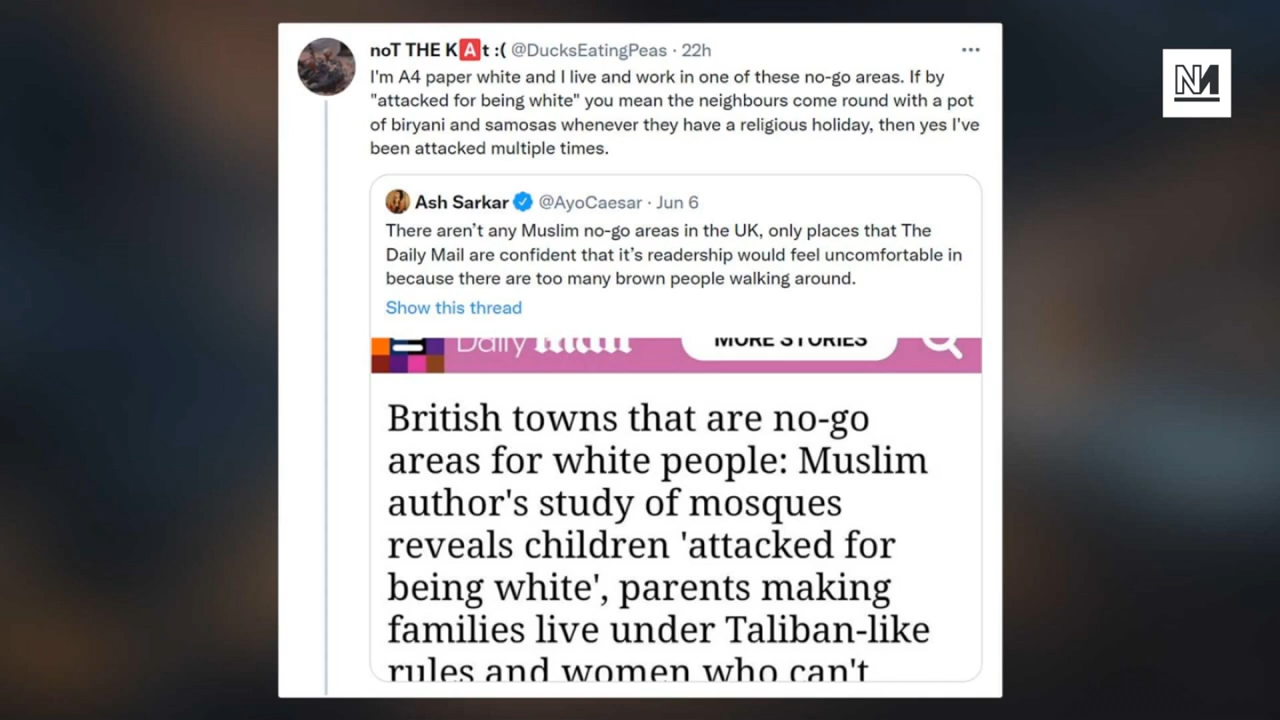 noT THE K🅰t :( @DucksEatingPeas · 22h
I'm A4 paper white and I live and work in one of these no-go areas. If by
"attacked for being white" you mean the neighbours come round with a pot
of biryani and samosas whenever they have a religious holiday, then yes I've
been attacked multiple times.
NM
Ash Sarkar @AyoCaesar · Jun 6
There aren't any Muslim no-go areas in the UK, only places that The
Daily Mail are confident that it's readership would feel uncomfortable in
because there are too many brown people walking around.
Show this thread
Daily Mail MORE STORIES
British towns that are no-go
areas for white people: Muslim
author's study of mosques
reveals children 'attacked for
being white', parents making
families live under Taliban-like
rules and women who can't